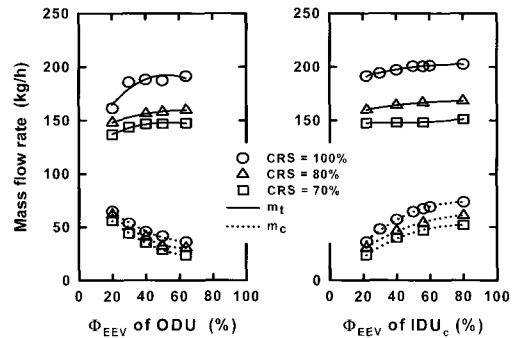 Mass flow rate (kg/h)
250
200
150
100
50
0
0 20 40 60 80 100
Φ_EEV of ODU (%)
250
200
150
100
50
0
0 20 40 60 80 100
Φ_EEV of IDU_c (%)
CRS = 100%
CRS = 80%
CRS = 70%
m_t
m_c